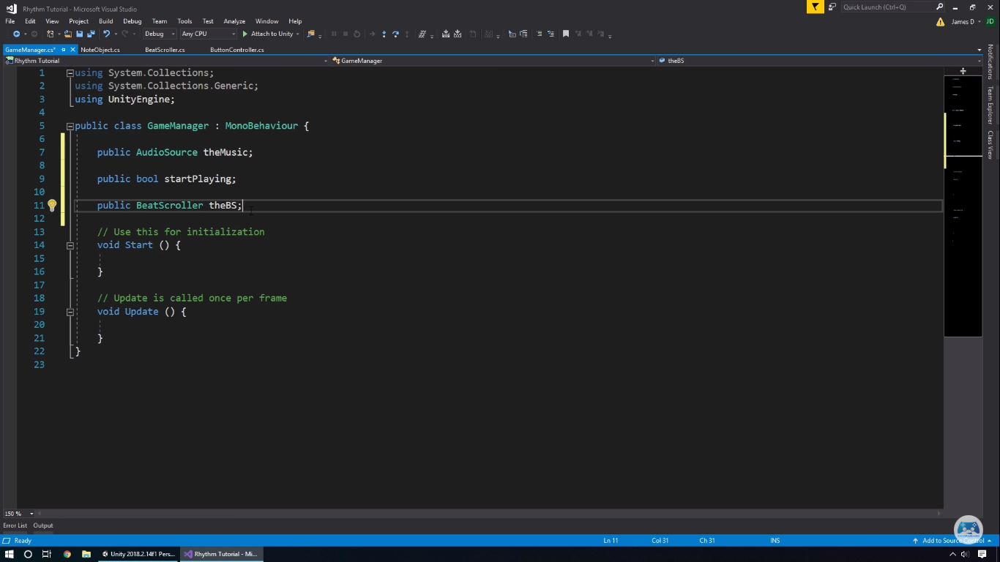 Rhythm Tutorial - Microsoft Visual Studio
Quick Launch (Ctrl+Q)
File Edit View Project Build Debug Team Tools Test Analyze Window Help
James D
JD
Debug Any CPU Attach to Unity
GameManager.cs* NoteObject.cs BeatScroller.cs ButtonController.cs
Rhythm Tutorial GameManager theBS
1 using System.Collections;
2 using System.Collections.Generic;
3 using UnityEngine;
4
5 public class GameManager : MonoBehaviour {
6
7 public AudioSource theMusic;
8
9 public bool startPlaying;
10
11 public BeatScroller theBS;
12
13 // Use this for initialization
14 void Start () {
15
16 }
17
18 // Update is called once per frame
19 void Update () {
20
21 }
22 }
23
Notifications
Team Explorer
Class View
150 %
Error List Output
Ready Ln 11 Col 31 Ch 31 INS Add to Source Control
Unity 2018.2.14f1 Pers... Rhythm Tutorial - Mi...